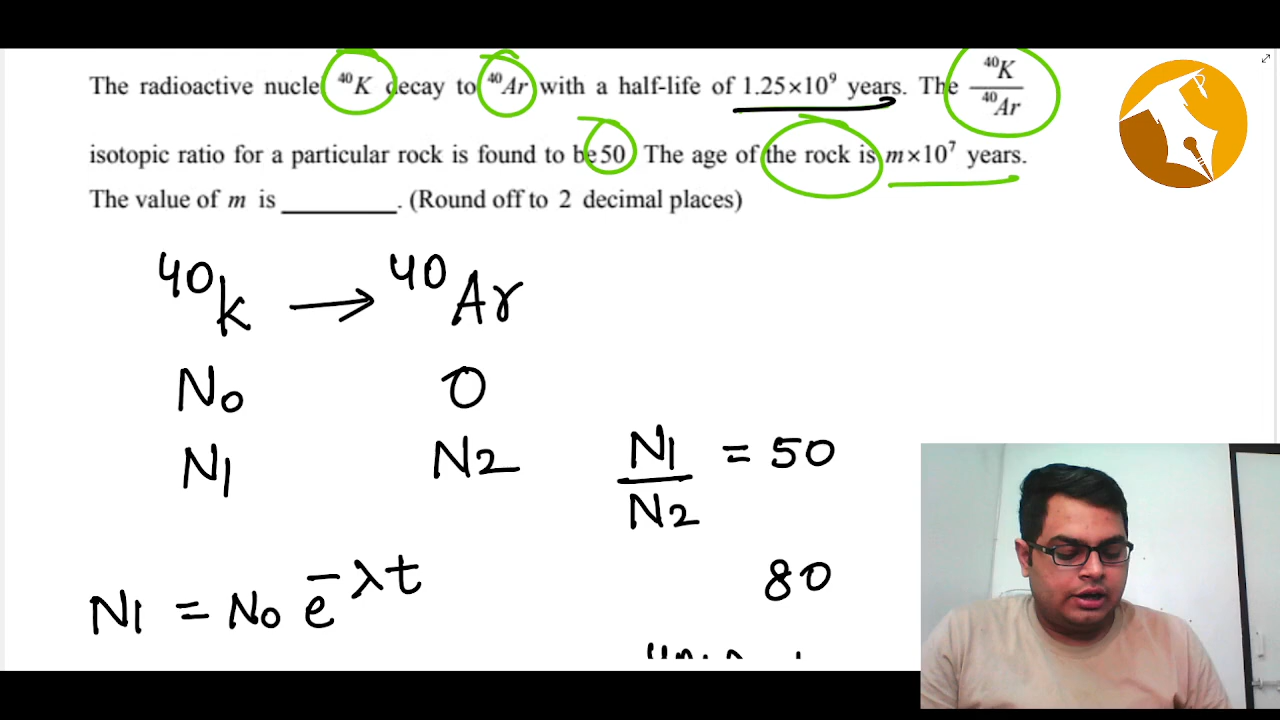 The radioactive nucle ⁴⁰K decay to ⁴⁰Ar with a half-life of 1.25×10⁹ years. The ⁴⁰K/⁴⁰Ar
isotopic ratio for a particular rock is found to be 50 The age of the rock is m×10⁷ years.
The value of m is ________. (Round off to 2 decimal places)
⁴⁰K → ⁴⁰Ar
N₀ 0
N1 N2
N1/N2 = 50
80
N1 = N₀ e^−λt